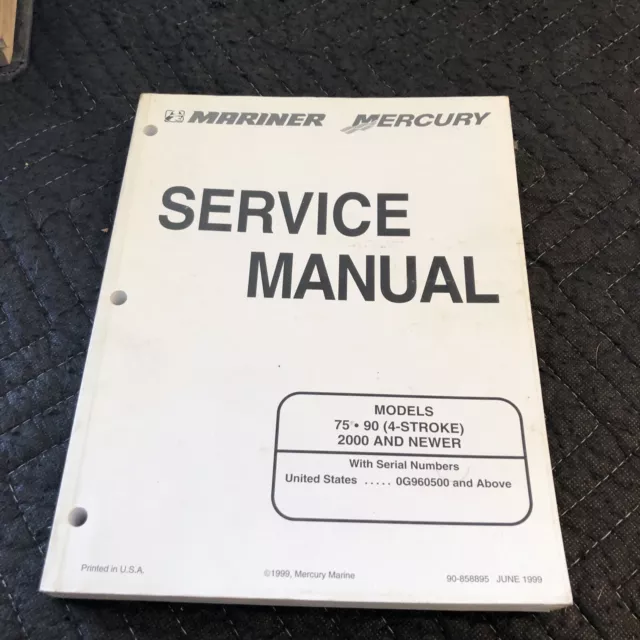 MARINER MERCURY
SERVICE
MANUAL
MODELS
75 • 90 (4-STROKE)
2000 AND NEWER
With Serial Numbers
United States ..... 0G960500 and Above
Printed in U.S.A. ©1999, Mercury Marine 90-858895 JUNE 1999